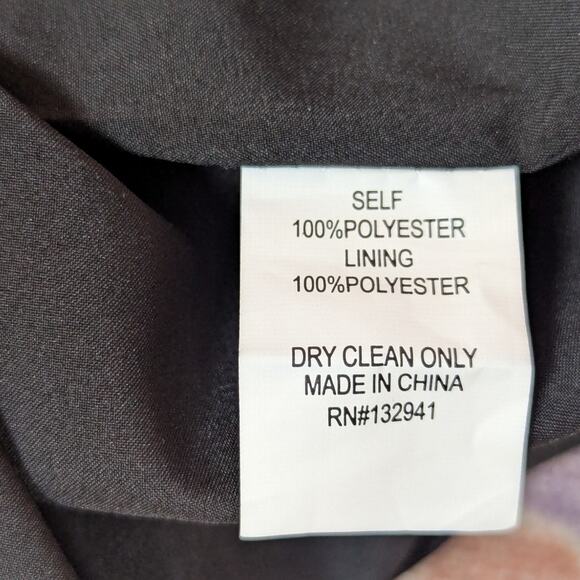 SELF
100%POLYESTER
LINING
100%POLYESTER
DRY CLEAN ONLY
MADE IN CHINA
RN#132941